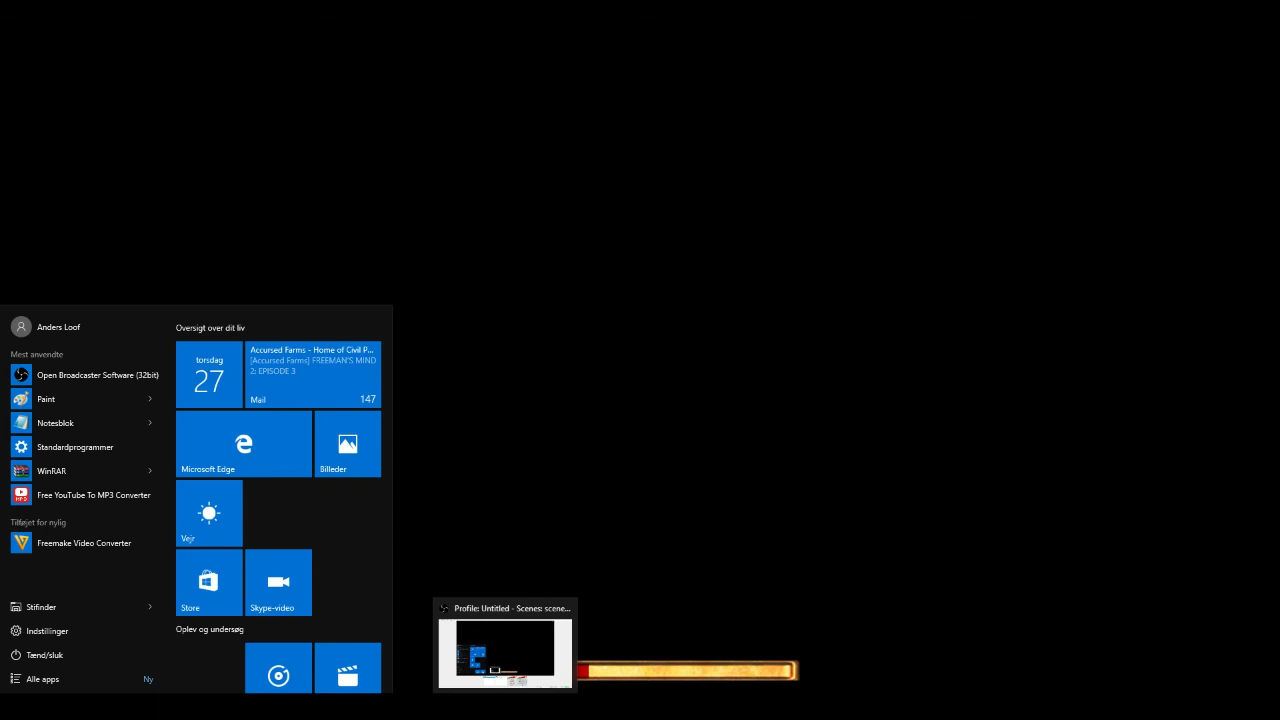 Anders Loof
Mest anvendte
Open Broadcaster Software (32bit)
Paint
Notesblok
Standardprogrammer
WinRAR
Free YouTube To MP3 Converter
Tilføjet for nylig
Freemake Video Converter
Stifinder
Indstillinger
Tænd/sluk
Alle apps Ny
Oversigt over dit liv
torsdag
27
Accursed Farms - Home of Civil P...
[Accursed Farms] FREEMAN'S MIND
2: EPISODE 3
Mail 147
Microsoft Edge
Billeder
Vejr
Store
Skype-video
Oplev og undersøg
Profile: Untitled - Scenes: scene...